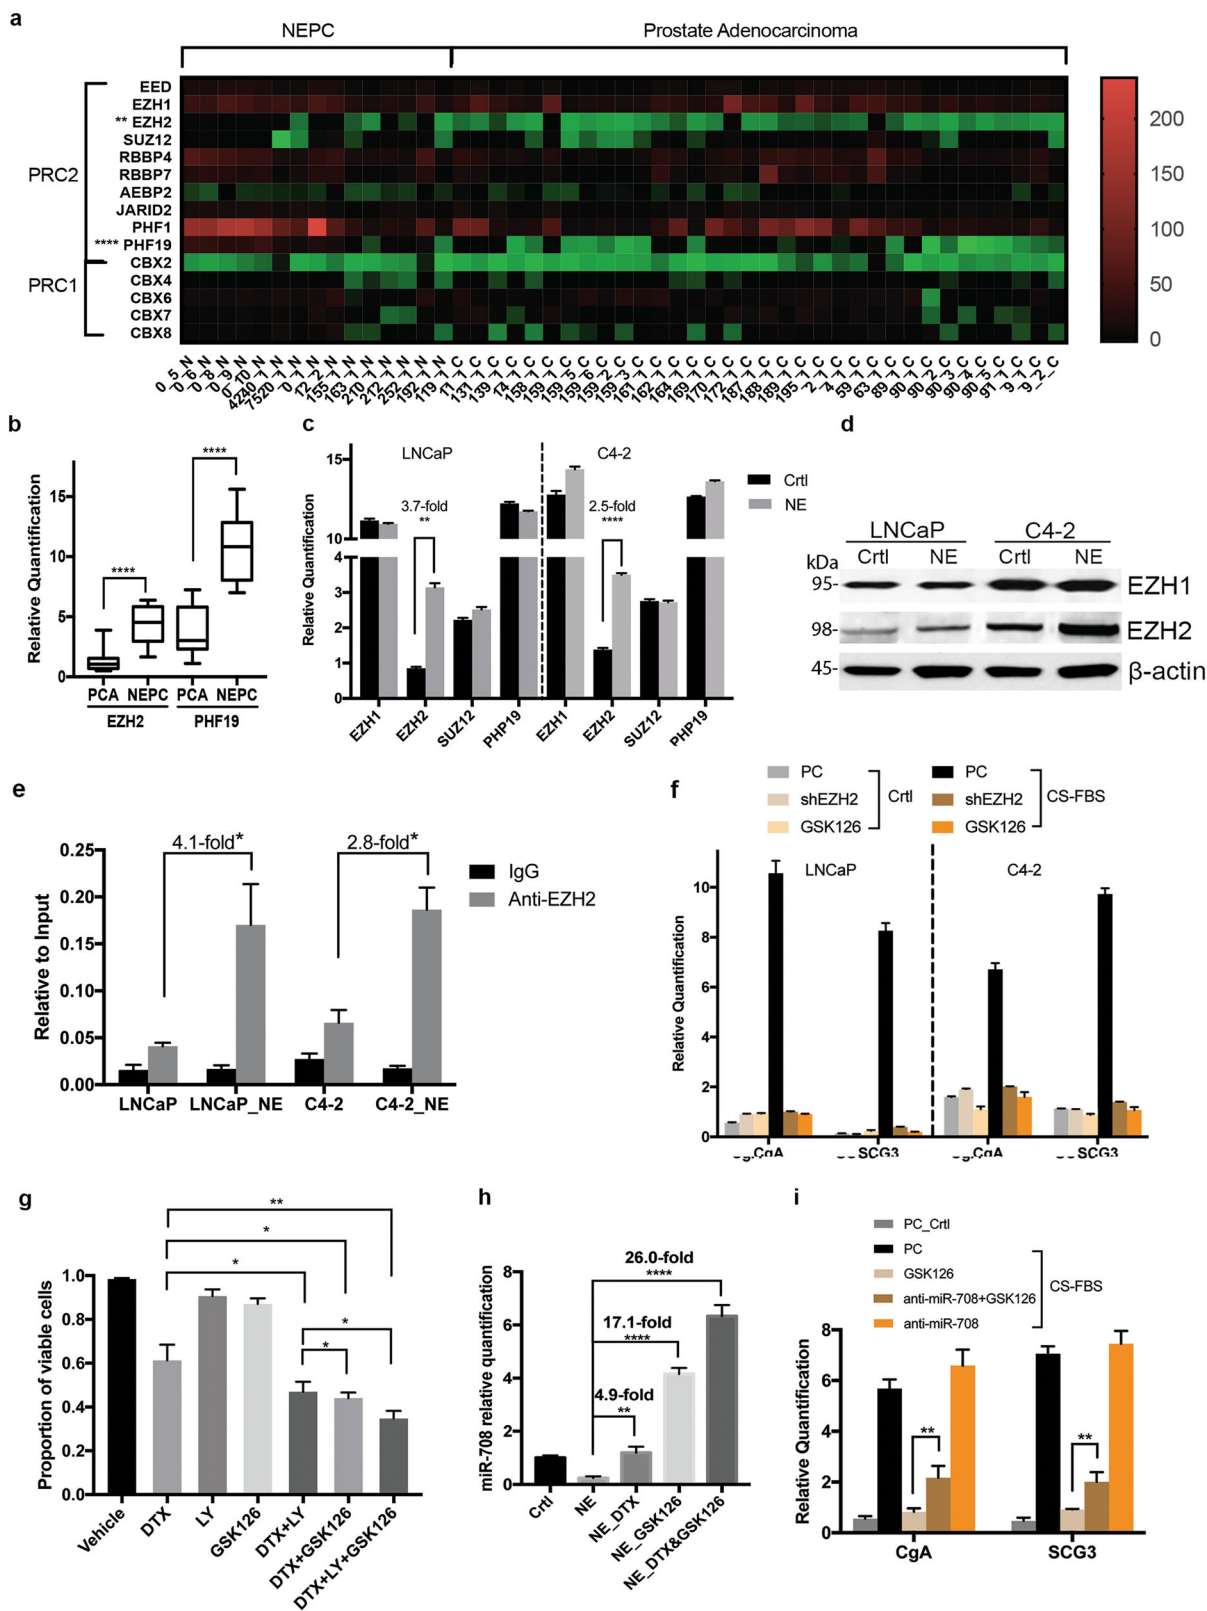 a
NEPC
Prostate Adenocarcinoma
EED
EZH1
** EZH2
SUZ12
RBBP4
RBBP7
AEBP2
JARID2
PHF1
**** PHF19
CBX2
CBX4
CBX6
CBX7
CBX8
PRC2
PRC1
200
150
100
50
0
0_5_N
0_6_N
0_8_N
0_9_N
0_10_N
b
Relative Quantification
15
10
5
0
****
****
PCA NEPC PCA NEPC
EZH2 PHF19
c
LNCaP
C4-2
Relative Quantification
15
10
4
3
2
1
0
3.7-fold
**
2.5-fold
****
EZH1
EZH2
SUZ12
PHP19
EZH1
EZH2
SUZ12
PHP19
Crtl
NE
d
LNCaP C4-2
kDa Crtl NE Crtl NE
95- EZH1
98- EZH2
45- β-actin
e
Relative to Input
0.25
0.20
0.15
0.10
0.05
0.00
4.1-fold*
2.8-fold*
IgG
Anti-EZH2
LNCaP LNCaP_NE C4-2 C4-2_NE
f
PC
shEZH2
GSK126
Crtl
PC
shEZH2
GSK126
CS-FBS
LNCaP
C4-2
Relative Quantification
10
8
6
4
2
0
CgA SCG3 CgA SCG3
g
Proportion of viable cells
1.0
0.8
0.6
0.4
0.2
0.0
**
*
*
*
*
Vehicle
DTX
LY
GSK126
DTX+LY
DTX+GSK126
DTX+LY+GSK126
h
miR-708 relative quantification
8
6
4
2
0
26.0-fold
****
17.1-fold
****
4.9-fold
**
Crtl
NE
NE_DTX
NE_GSK126
NE_DTX&GSK126
i
PC_Crtl
PC
GSK126
anti-miR-708+GSK126
anti-miR-708
CS-FBS
Relative Quantification
8
6
4
2
0
**
**
CgA SCG3